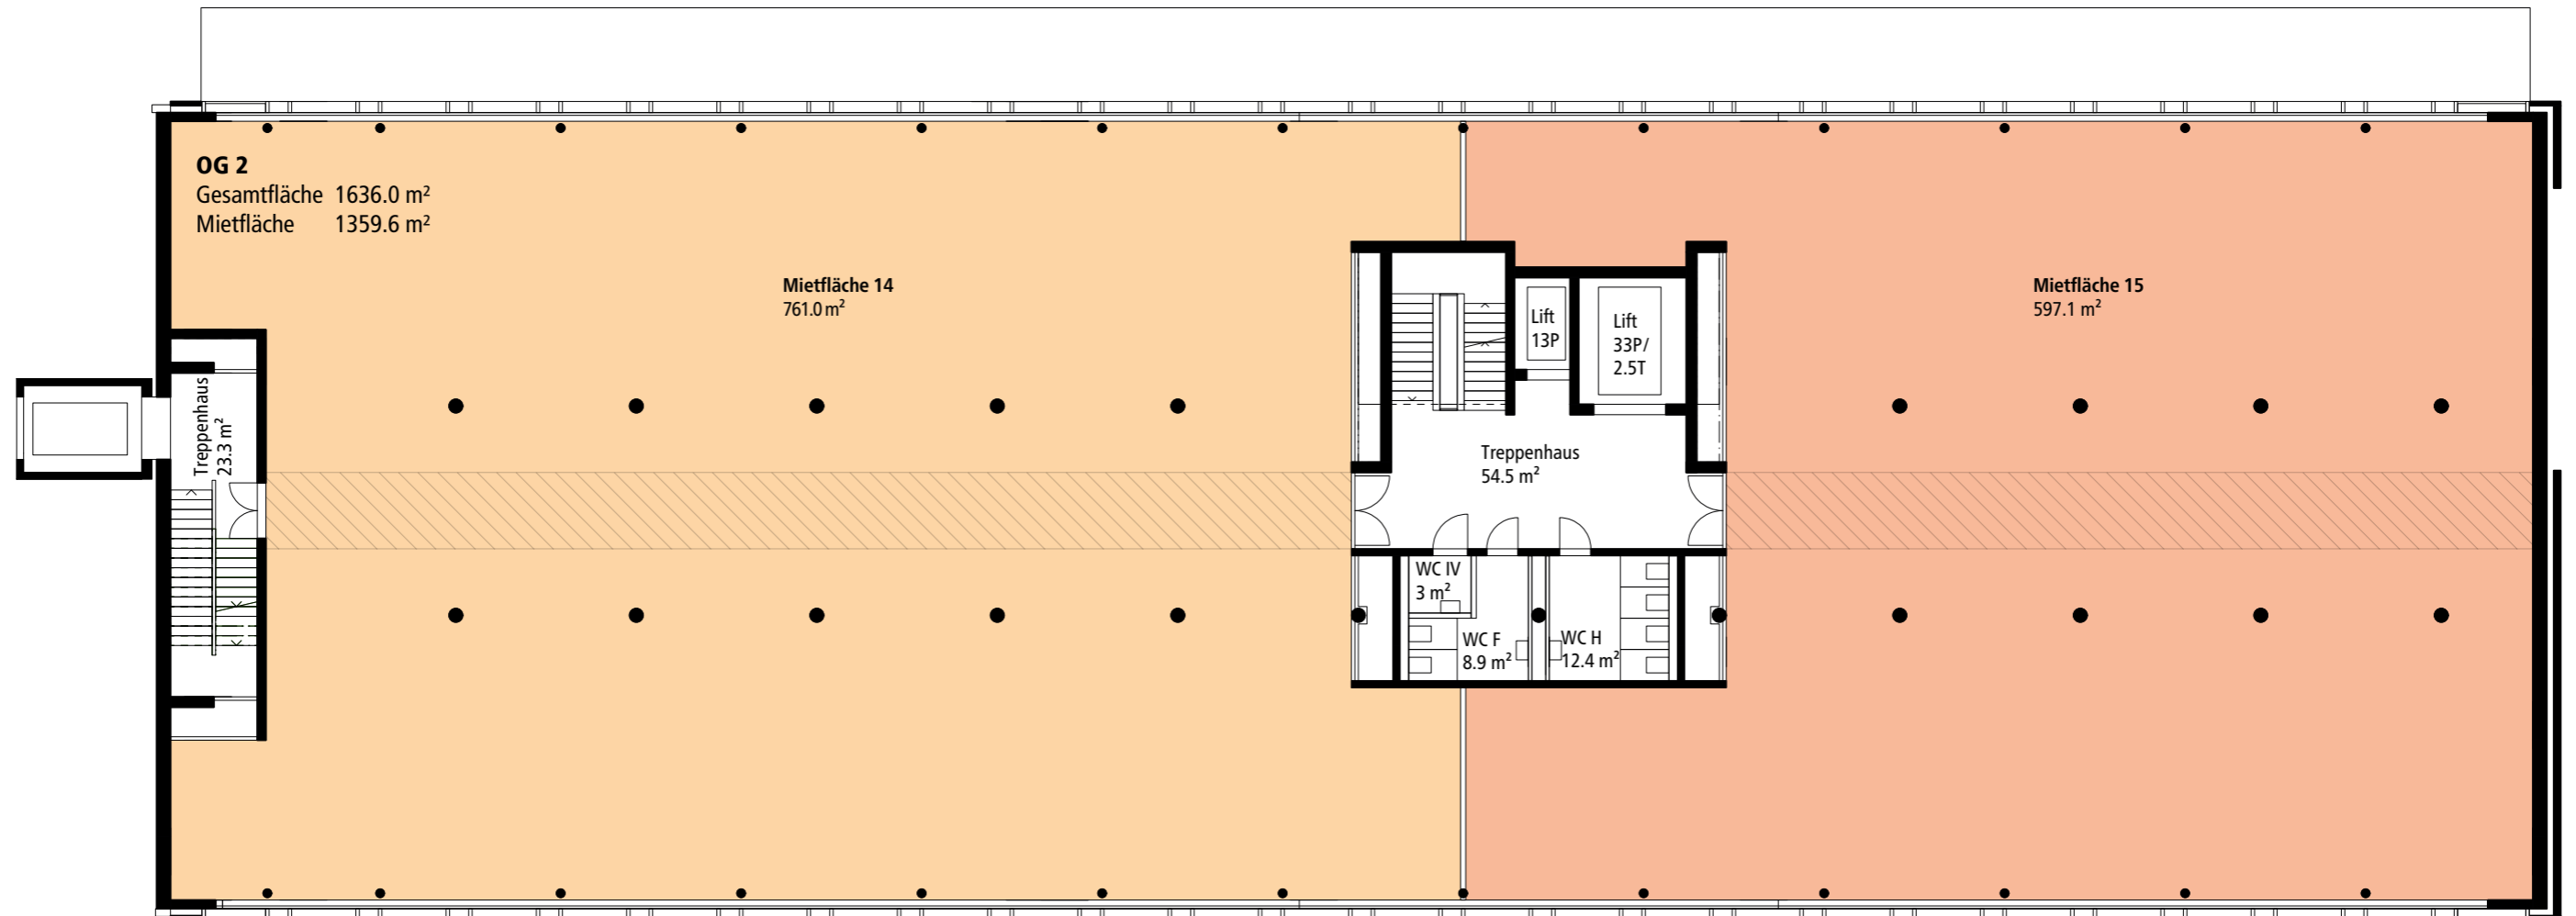 OG 2
Gesamtfläche 1636.0 m²
Mietfläche 1359.6 m²
Mietfläche 14
761.0 m²
Mietfläche 15
597.1 m²
Lift
13P
Lift
33P/
2.5T
Treppenhaus
23.3 m²
Treppenhaus
54.5 m²
WC IV
3 m²
WC F
8.9 m²
WC H
12.4 m²